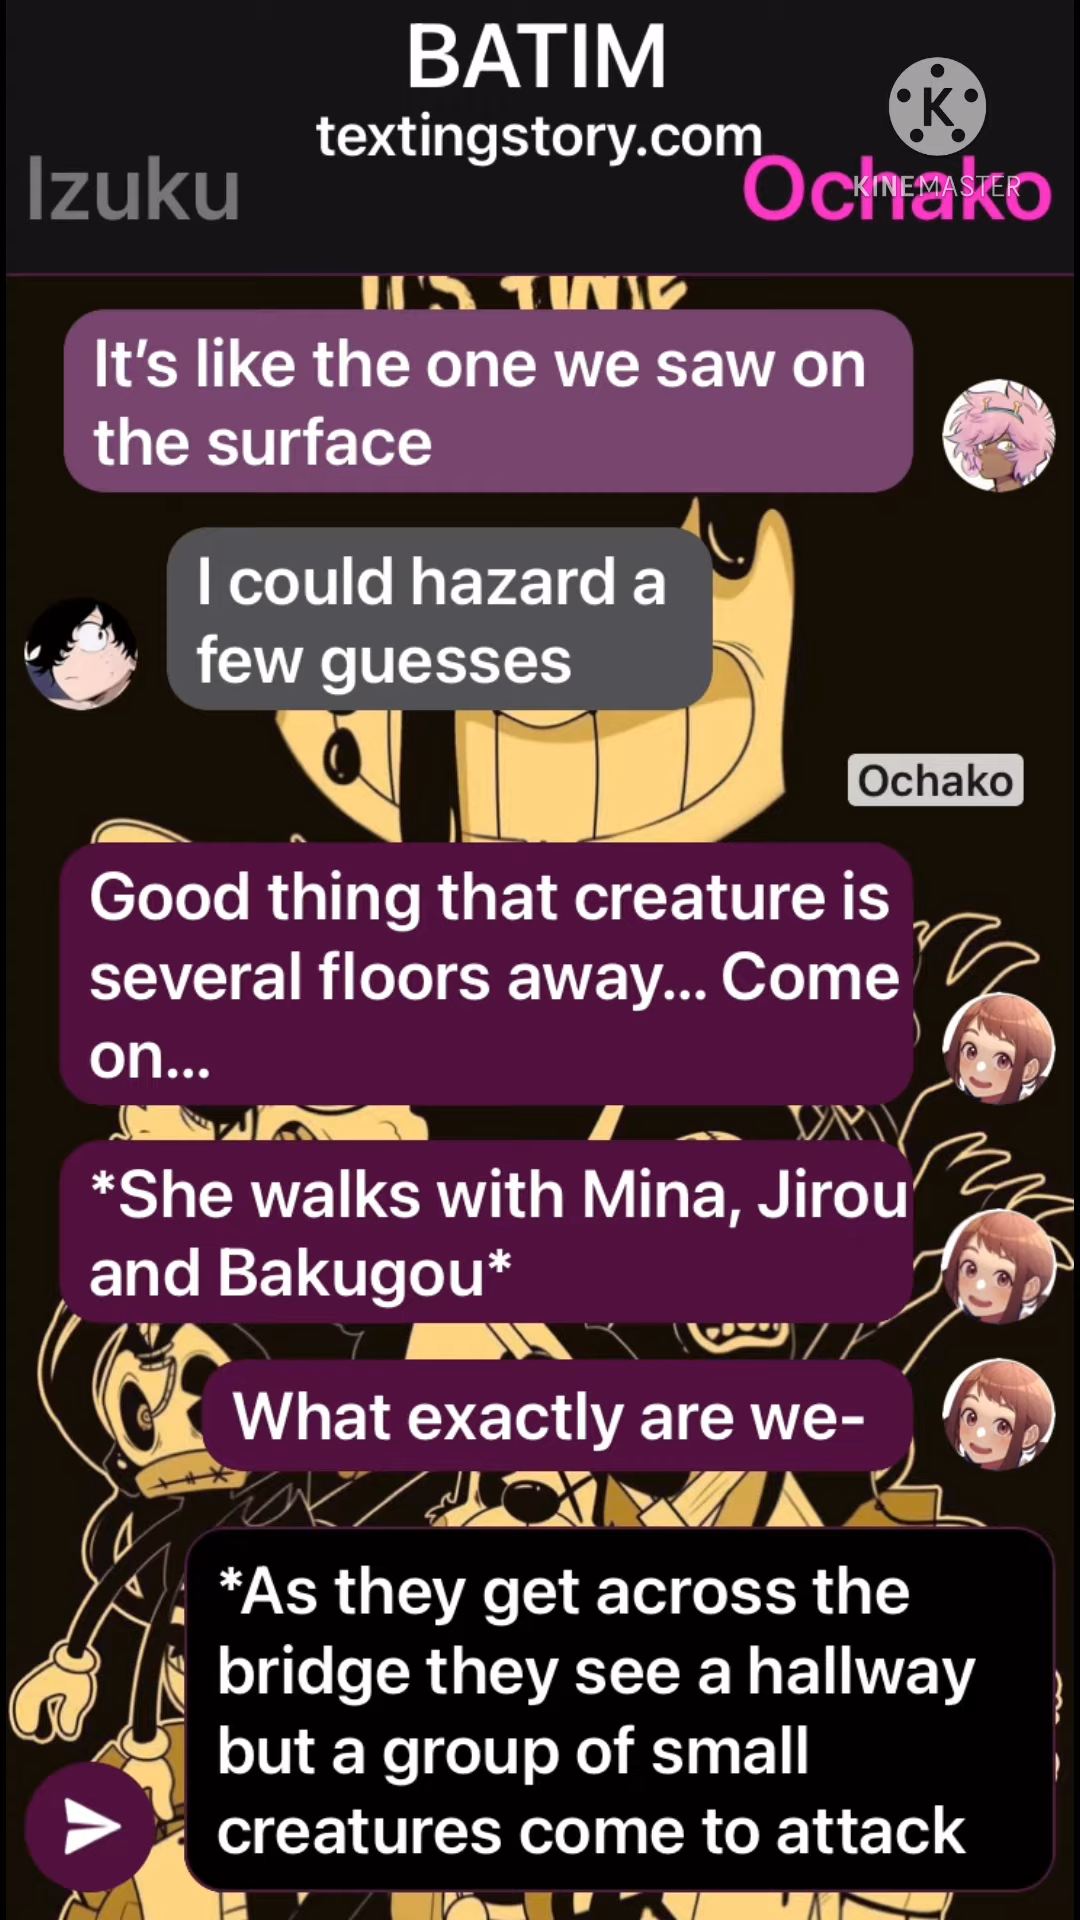 BATIM
textingstory.com
K
KINEMASTER
Izuku
Ochako
IT'S TIME
It’s like the one we saw on
the surface
I could hazard a
few guesses
Ochako
Good thing that creature is
several floors away... Come
on...
*She walks with Mina, Jirou
and Bakugou*
What exactly are we-
*As they get across the
bridge they see a hallway
but a group of small
creatures come to attack